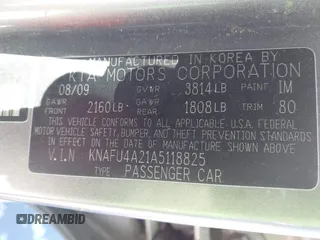 MANUFACTURED IN KOREA BY
KIA MOTORS CORPORATION
08/09 GVWR 3814LB PAINT IM
GAWR FRONT 2160LB GAWR REAR 1808LB TRIM 80
THIS VEHICLE CONFORMS TO ALL APPLICABLE U.S.A. FEDERAL
MOTOR VEHICLE SAFETY, BUMPER, AND THEFT PREVENTION STANDARDS
IN EFFECT ON THE DATE OF MANUFACTURE SHOWN ABOVE.
V.I.N KNAFU4A21A5118825
TYPE PASSENGER CAR
DREAMBID